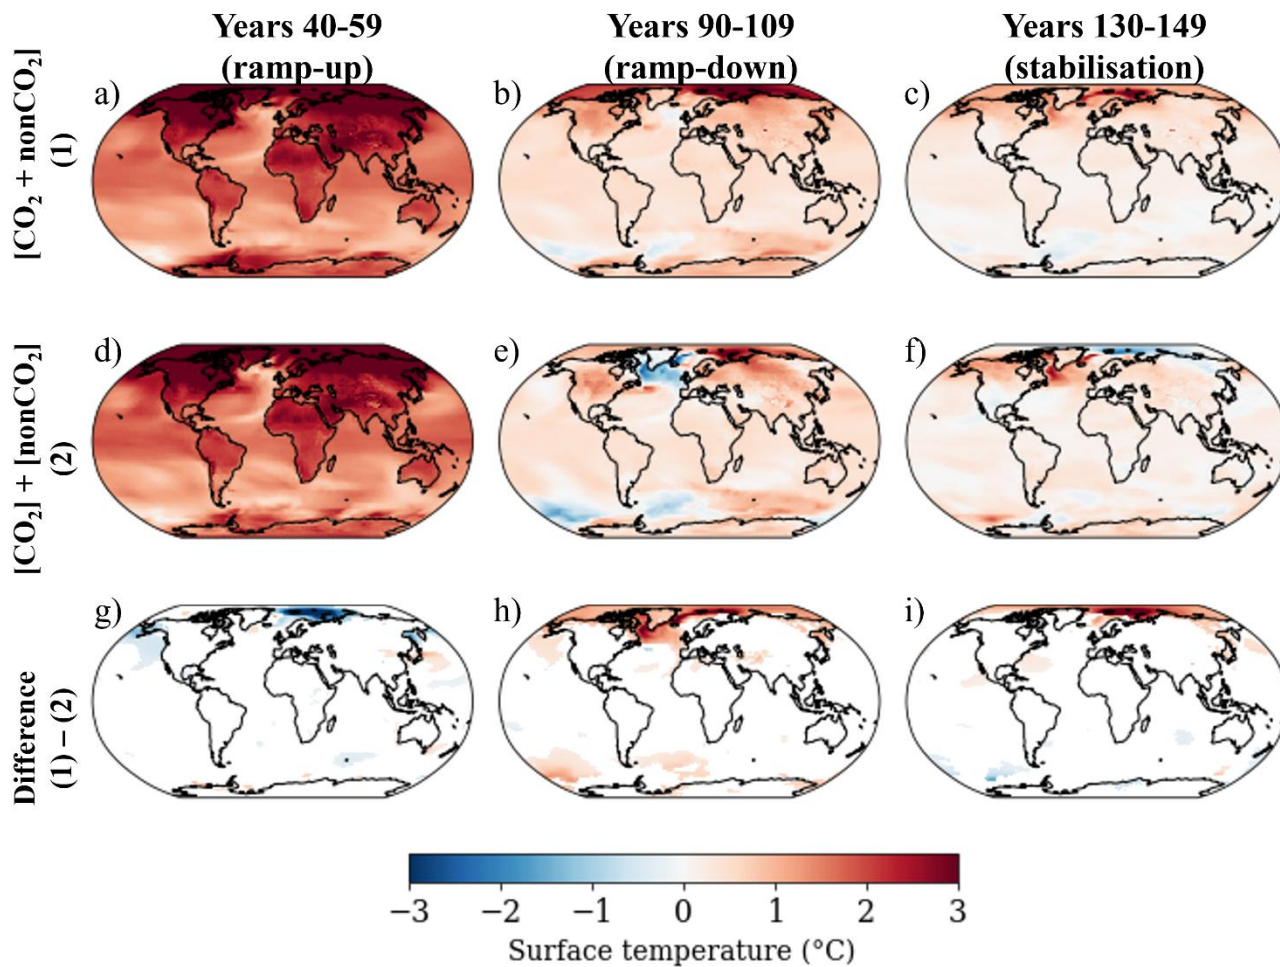 Years 40-59
(ramp-up)
Years 90-109
(ramp-down)
Years 130-149
(stabilisation)
[CO₂ + nonCO₂]
(1)
a)
b)
c)
[CO₂] + [nonCO₂]
(2)
d)
e)
f)
Difference
(1) – (2)
g)
h)
i)
−3
−2
−1
0
1
2
3
Surface temperature (°C)